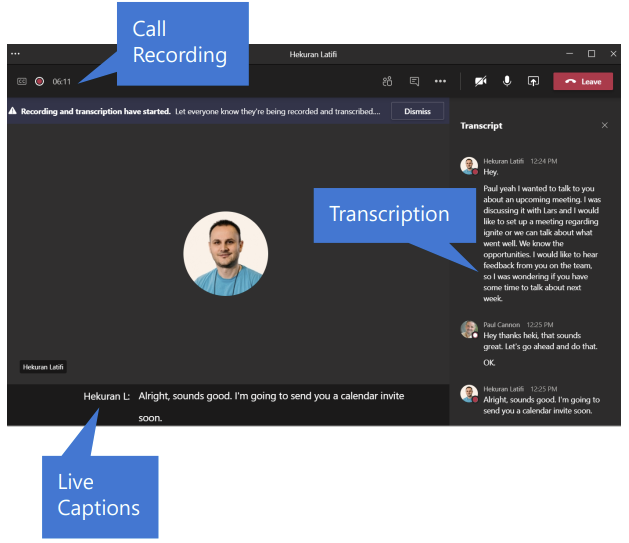 Call
Recording
Hekuran Latifi
CC
06:11
Leave
Recording and transcription have started. Let everyone know they're being recorded and transcribed....
Dismiss
Transcript
Hekuran Latifi 12:24 PM
Hey.
Paul yeah I wanted to talk to you
about an upcoming meeting. I was
discussing it with Lars and I would
like to set up a meeting regarding
ignite or we can talk about what
went well. We know the
opportunities. I would like to hear
feedback from you on the team,
so I was wondering if you have
some time to talk about next
week.
Transcription
Paul Cannon 12:25 PM
Hey thanks heki, that sounds
great. Let's go ahead and do that.
OK.
Hekuran Latifi 12:25 PM
Alright, sounds good. I'm going to
send you a calendar invite soon.
Hekuran Latifi
Hekuran L: Alright, sounds good. I'm going to send you a calendar invite
soon.
Live
Captions